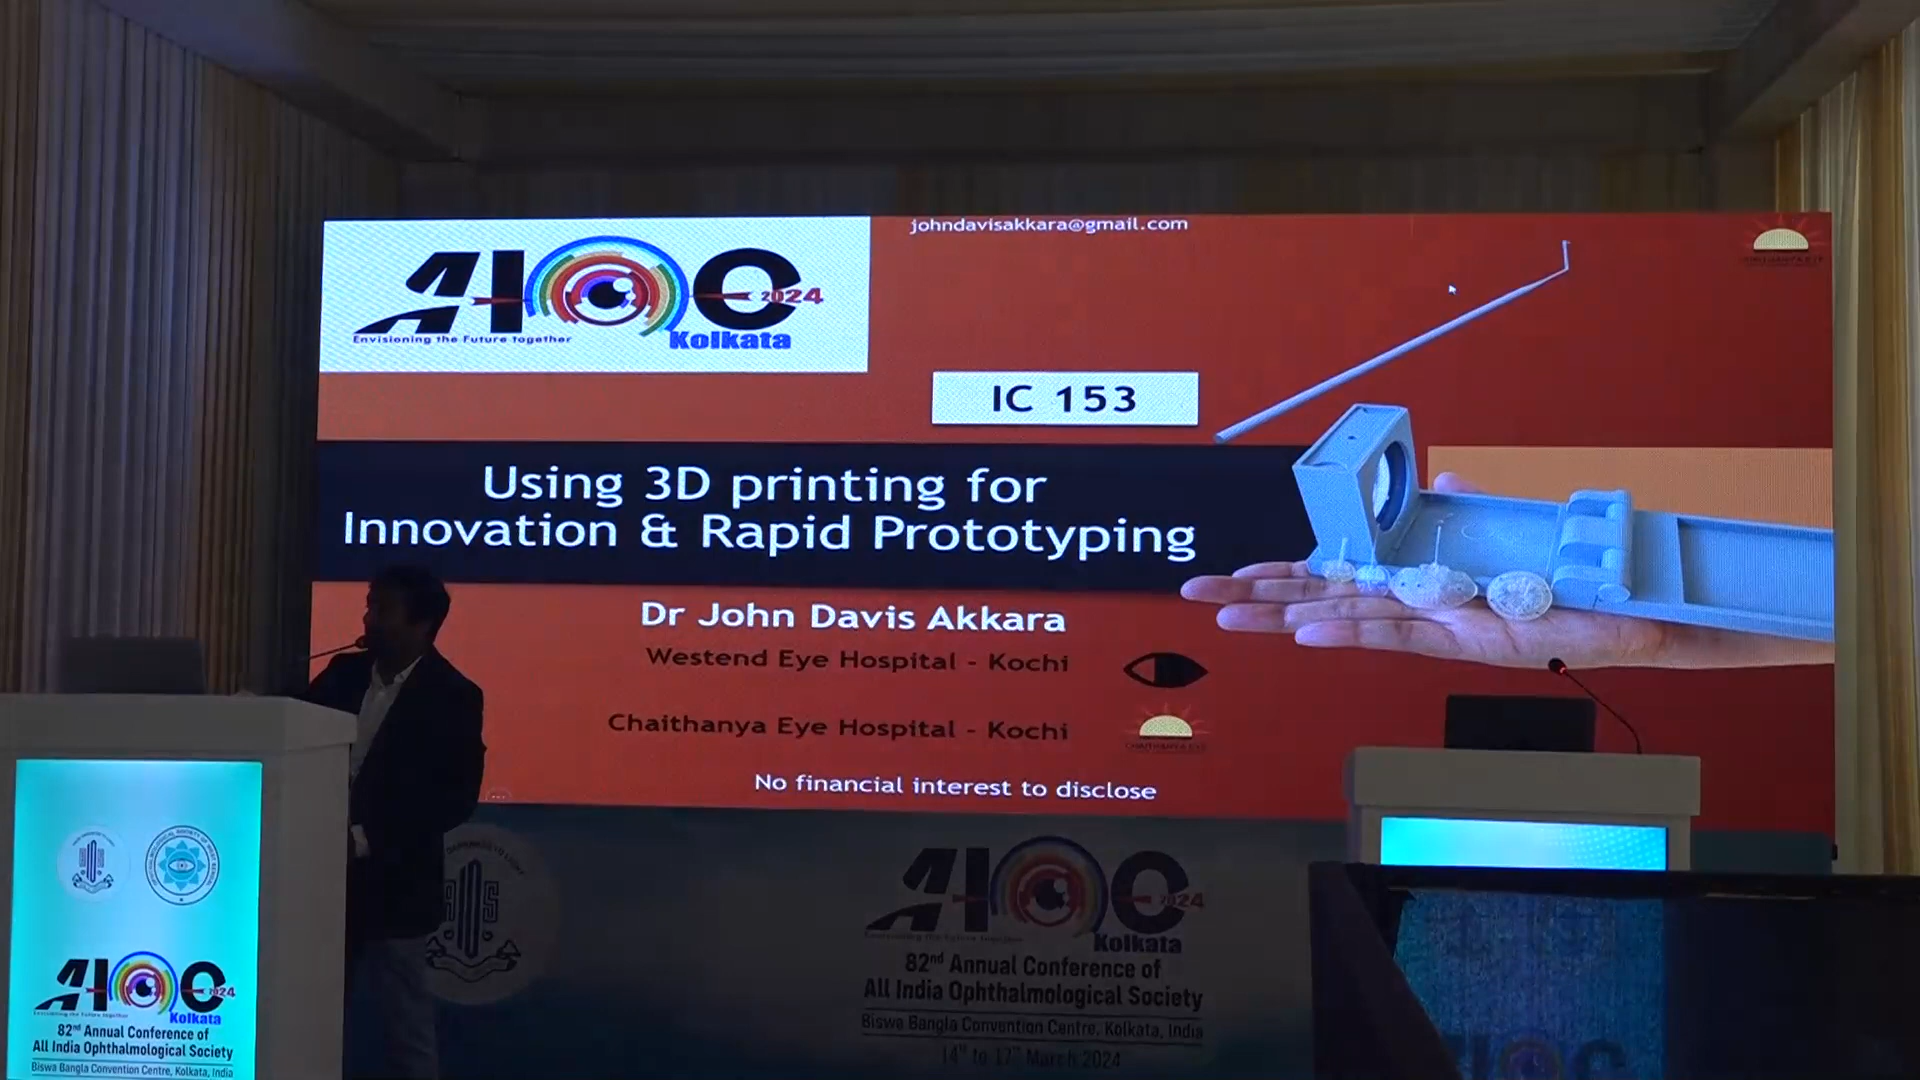 johndavisakkara@gmail.com
AIOC 2024
Envisioning the Future together
Kolkata
IC 153
Using 3D printing for
Innovation & Rapid Prototyping
Dr John Davis Akkara
Westend Eye Hospital - Kochi
Chaithanya Eye Hospital - Kochi
No financial interest to disclose
AIOC 2024
Kolkata
82nd Annual Conference of
All India Ophthalmological Society
Biswa Bangla Convention Centre, Kolkata, India
14th to 17th March 2024
AIOC 2024
Kolkata
82nd Annual Conference of
All India Ophthalmological Society
Biswa Bangla Convention Centre, Kolkata, India